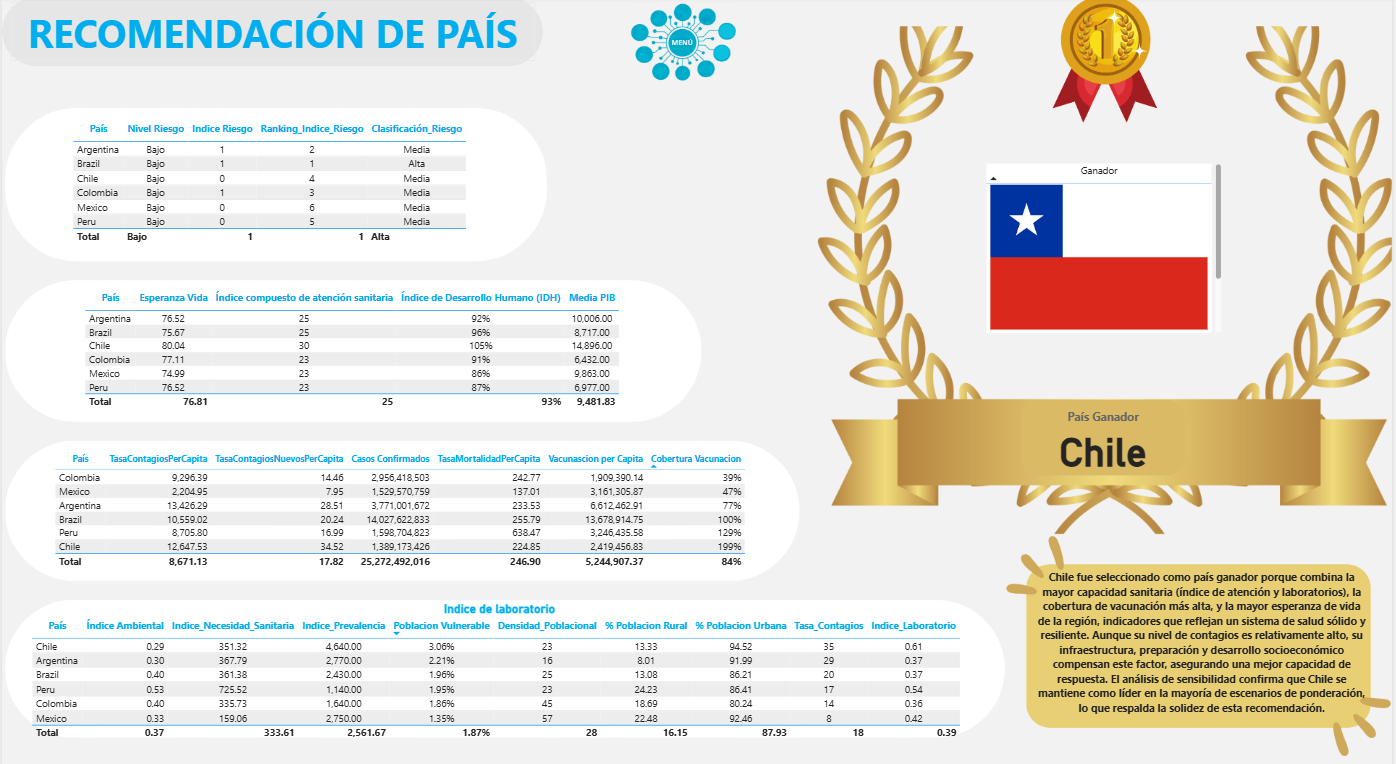 RECOMENDACIÓN DE PAÍS
MENÚ
1
País Nivel Riesgo Indice Riesgo Ranking_Indice_Riesgo Clasificación_Riesgo
Argentina Bajo 1 2 Media
Brazil Bajo 1 1 Alta
Chile Bajo 0 4 Media
Colombia Bajo 1 3 Media
Mexico Bajo 0 6 Media
Peru Bajo 0 5 Media
Total Bajo 1 1 Alta
País Esperanza Vida Índice compuesto de atención sanitaria Índice de Desarrollo Humano (IDH) Media PIB
Argentina 76.52 25 92% 10,006.00
Brazil 75.67 25 96% 8,717.00
Chile 80.04 30 105% 14,896.00
Colombia 77.11 23 91% 6,432.00
Mexico 74.99 23 86% 9,863.00
Peru 76.52 23 87% 6,977.00
Total 76.81 25 93% 9,481.83
País TasaContagiosPerCapita TasaContagiosNuevosPerCapita Casos Confirmados TasaMortalidadPerCapita Vacunascion per Capita Cobertura Vacunacion
Colombia 9,296.39 14.46 2,956,418,503 242.77 1,909,390.14 39%
Mexico 2,204.95 7.95 1,529,570,759 137.01 3,161,305.87 47%
Argentina 13,426.29 28.51 3,771,001,672 233.53 6,612,462.91 77%
Brazil 10,559.02 20.24 14,027,622,833 255.79 13,678,914.75 100%
Peru 8,705.80 16.99 1,598,704,823 638.47 3,246,435.58 129%
Chile 12,647.53 34.52 1,389,173,426 224.85 2,419,456.83 199%
Total 8,671.13 17.82 25,272,492,016 246.90 5,244,907.37 84%
Indice de laboratorio
País Índice Ambiental Indice_Necesidad_Sanitaria Indice_Prevalencia Poblacion Vulnerable Densidad_Poblacional % Poblacion Rural % Poblacion Urbana Tasa_Contagios Indice_Laboratorio
Chile 0.29 351.32 4,640.00 3.06% 23 13.33 94.52 35 0.61
Argentina 0.30 367.79 2,770.00 2.21% 16 8.01 91.99 29 0.37
Brazil 0.40 361.38 2,430.00 1.96% 25 13.08 86.21 20 0.37
Peru 0.53 725.52 1,140.00 1.95% 23 24.23 86.41 17 0.54
Colombia 0.40 335.73 1,640.00 1.86% 45 18.69 80.24 14 0.36
Mexico 0.33 159.06 2,750.00 1.35% 57 22.48 92.46 8 0.42
Total 0.37 333.61 2,561.67 1.87% 28 16.15 87.93 18 0.39
Ganador
País Ganador
Chile
Chile fue seleccionado como país ganador porque combina la
mayor capacidad sanitaria (índice de atención y laboratorios), la
cobertura de vacunación más alta, y la mayor esperanza de vida
de la región, indicadores que reflejan un sistema de salud sólido y
resiliente. Aunque su nivel de contagios es relativamente alto, su
infraestructura, preparación y desarrollo socioeconómico
compensan este factor, asegurando una mejor capacidad de
respuesta. El análisis de sensibilidad confirma que Chile se
mantiene como líder en la mayoría de escenarios de ponderación,
lo que respalda la solidez de esta recomendación.